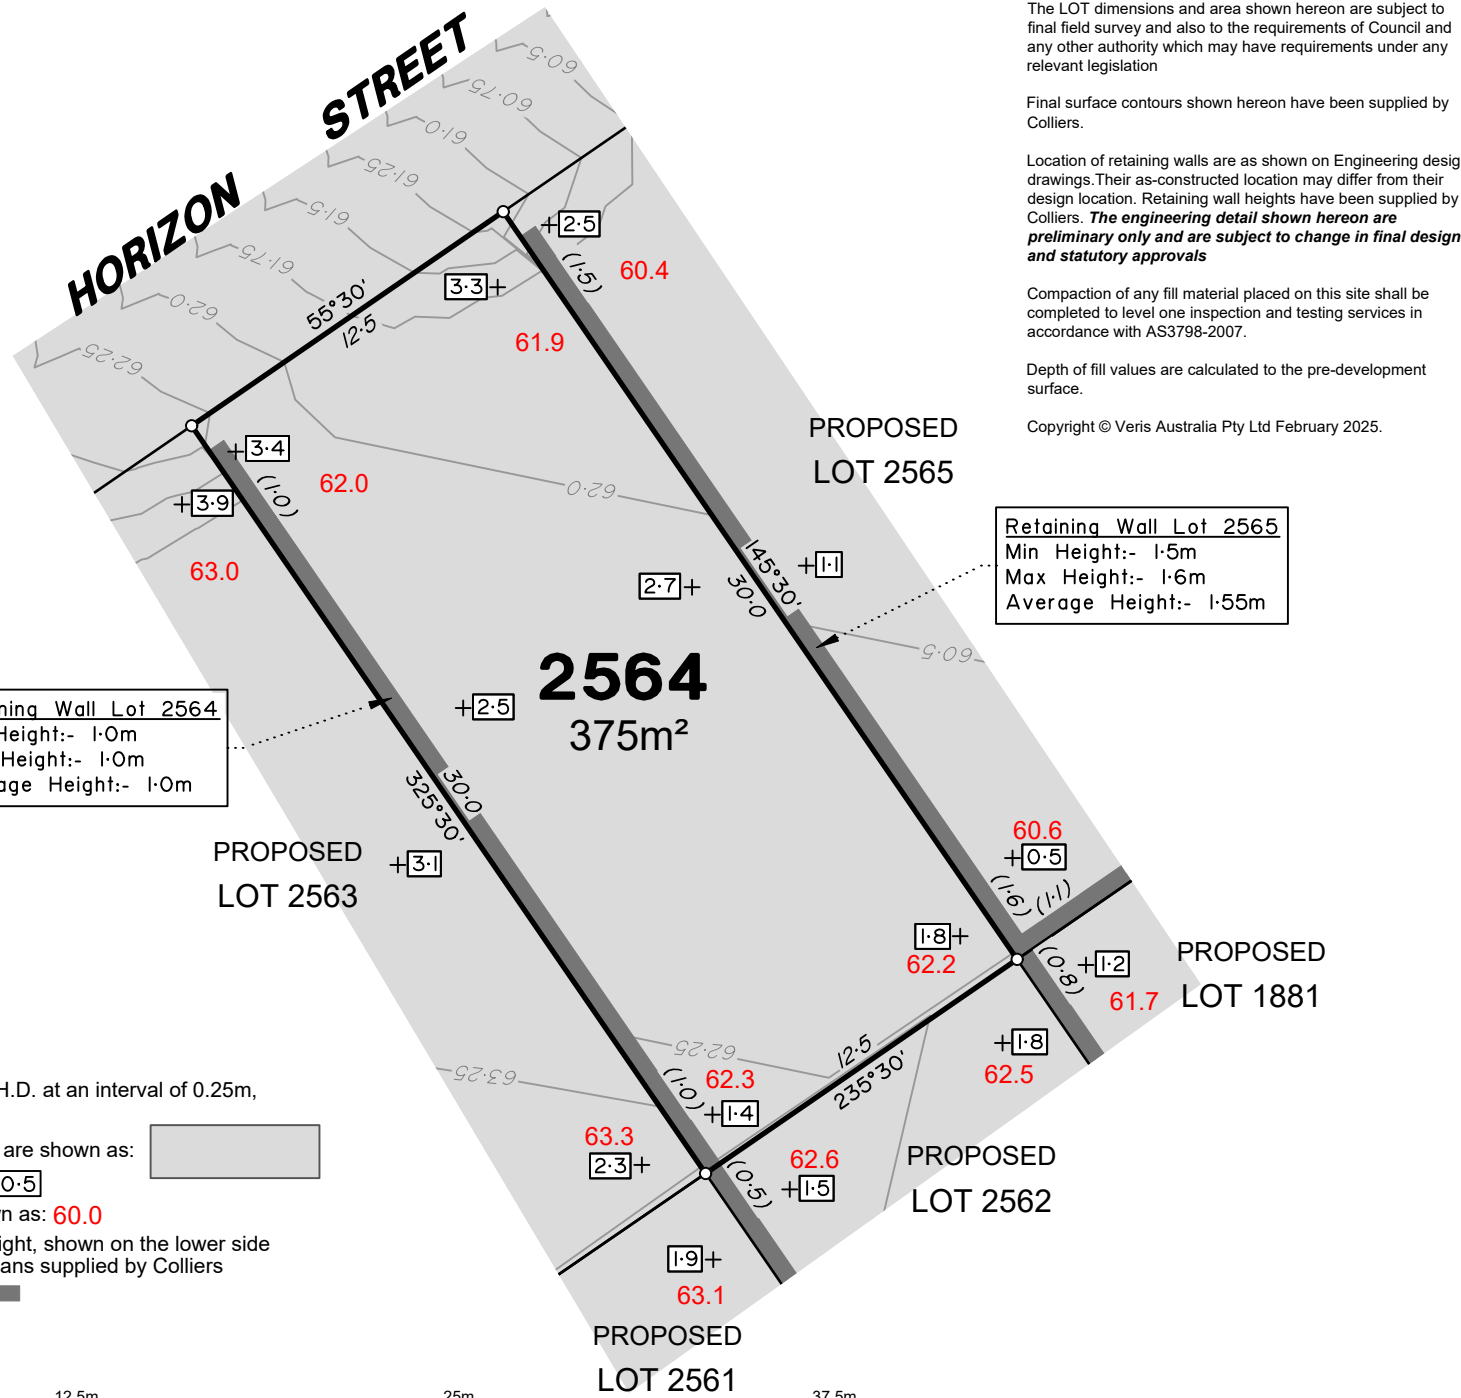 The LOT dimensions and area shown hereon are subject to
final field survey and also to the requirements of Council and
any other authority which may have requirements under any
relevant legislation
Final surface contours shown hereon have been supplied by
Colliers.
Location of retaining walls are as shown on Engineering desig
drawings.Their as-constructed location may differ from their
design location. Retaining wall heights have been supplied by
Colliers. The engineering detail shown hereon are
preliminary only and are subject to change in final design
and statutory approvals
Compaction of any fill material placed on this site shall be
completed to level one inspection and testing services in
accordance with AS3798-2007.
Depth of fill values are calculated to the pre-development
surface.
Copyright © Veris Australia Pty Ltd February 2025.
HORIZON STREET
60·5
60·75
61·0
61·25
61·5
61·75
62·0
62·25
2·5
(1·5)
60.4
3·3
61.9
55°30'
12·5
3·4
(1·0)
62.0
3·9
63.0
62·0
PROPOSED
LOT 2565
145°30'
30·0
1·1
2·7
60·5
Retaining Wall Lot 2565
Min Height:- 1·5m
Max Height:- 1·6m
Average Height:- 1·55m
2564
375m²
2·5
ning Wall Lot 2564
Height:- 1·0m
Height:- 1·0m
age Height:- 1·0m
30·0
325°30'
PROPOSED
LOT 2563
3·1
60.6
0·5
(1·6)
(1·1)
1·8
62.2
(0·8)
1·2
61.7
PROPOSED
LOT 1881
1·8
62.5
12·5
235°30'
62·25
63·25
(1·0)
62.3
1·4
63.3
2·3
(0·5)
62.6
1·5
PROPOSED
LOT 2562
1·9
63.1
PROPOSED
LOT 2561
H.D. at an interval of 0.25m,
are shown as:
0·5
n as: 60.0
ight, shown on the lower side
ans supplied by Colliers
12.5m
25m
37.5m